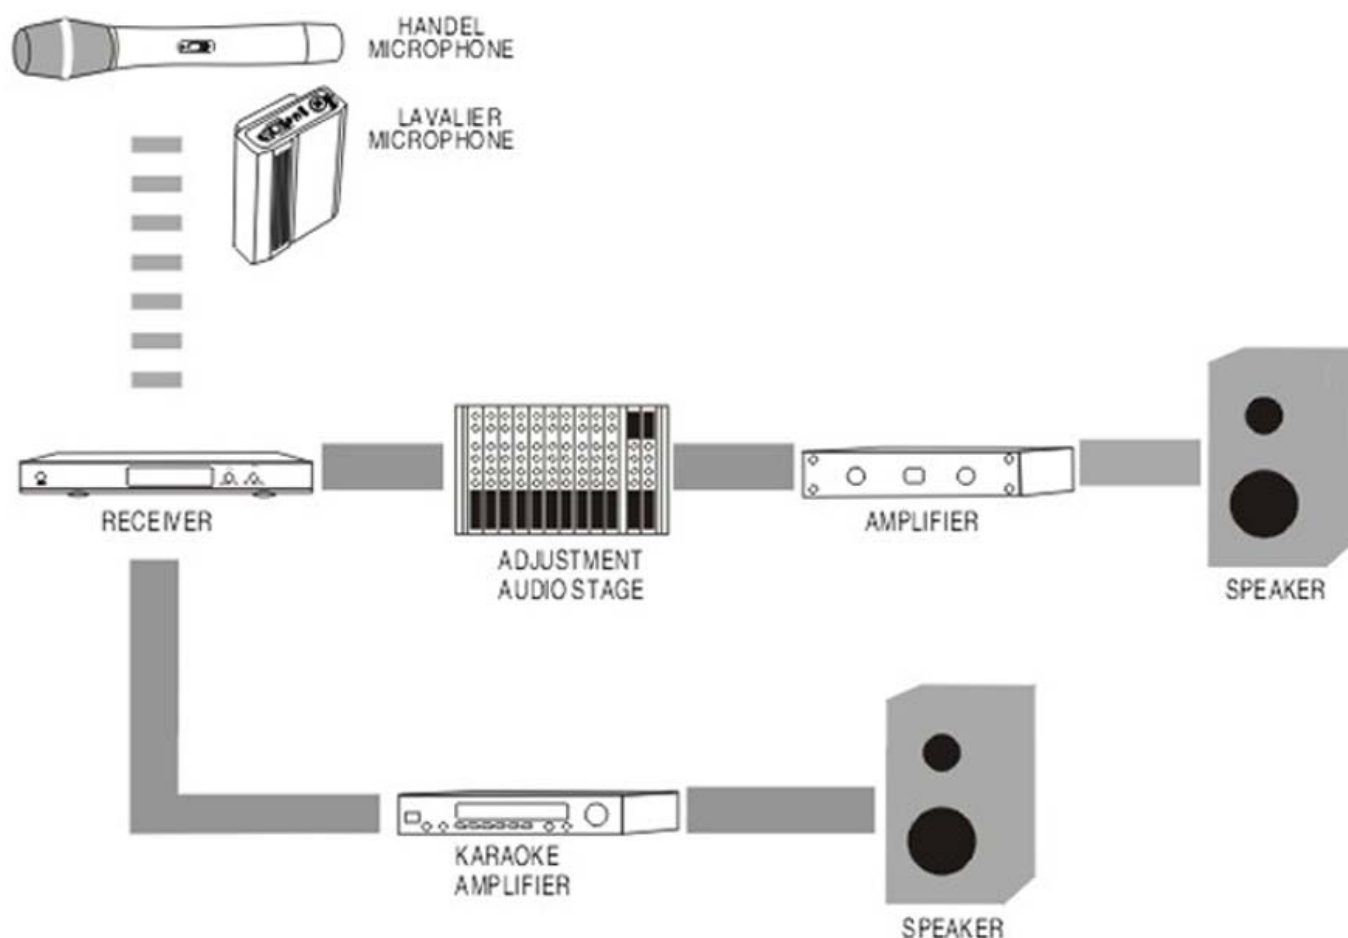 HANDEL
MICROPHONE
LAVALIER
MICROPHONE
RECEIVER
ADJUSTMENT
AUDIO STAGE
AMPLIFIER
SPEAKER
KARAOKE
AMPLIFIER
SPEAKER